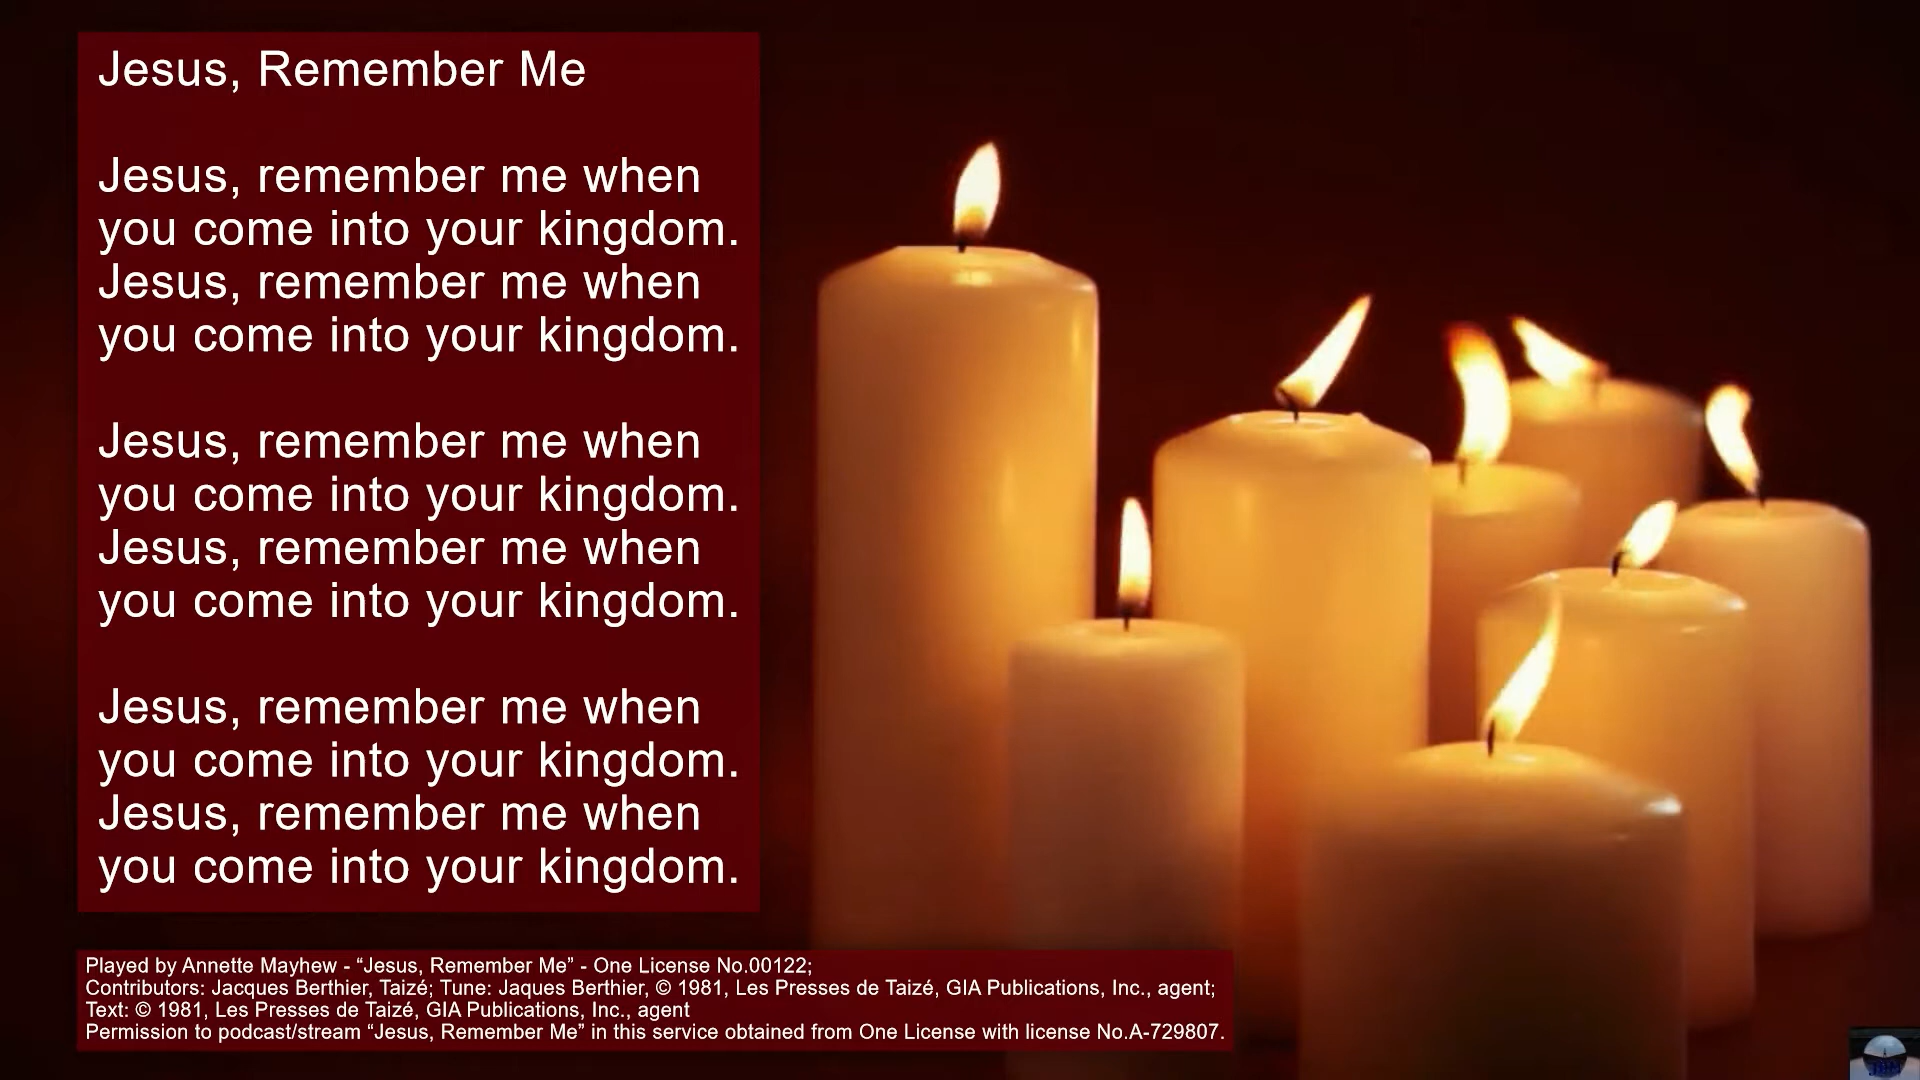 Jesus, Remember Me
Jesus, remember me when
you come into your kingdom.
Jesus, remember me when
you come into your kingdom.
Jesus, remember me when
you come into your kingdom.
Jesus, remember me when
you come into your kingdom.
Jesus, remember me when
you come into your kingdom.
Jesus, remember me when
you come into your kingdom.
Played by Annette Mayhew - “Jesus, Remember Me” - One License No.00122;
Contributors: Jacques Berthier, Taizé; Tune: Jaques Berthier, © 1981, Les Presses de Taizé, GIA Publications, Inc., agent;
Text: © 1981, Les Presses de Taizé, GIA Publications, Inc., agent
Permission to podcast/stream “Jesus, Remember Me” in this service obtained from One License with license No.A-729807.